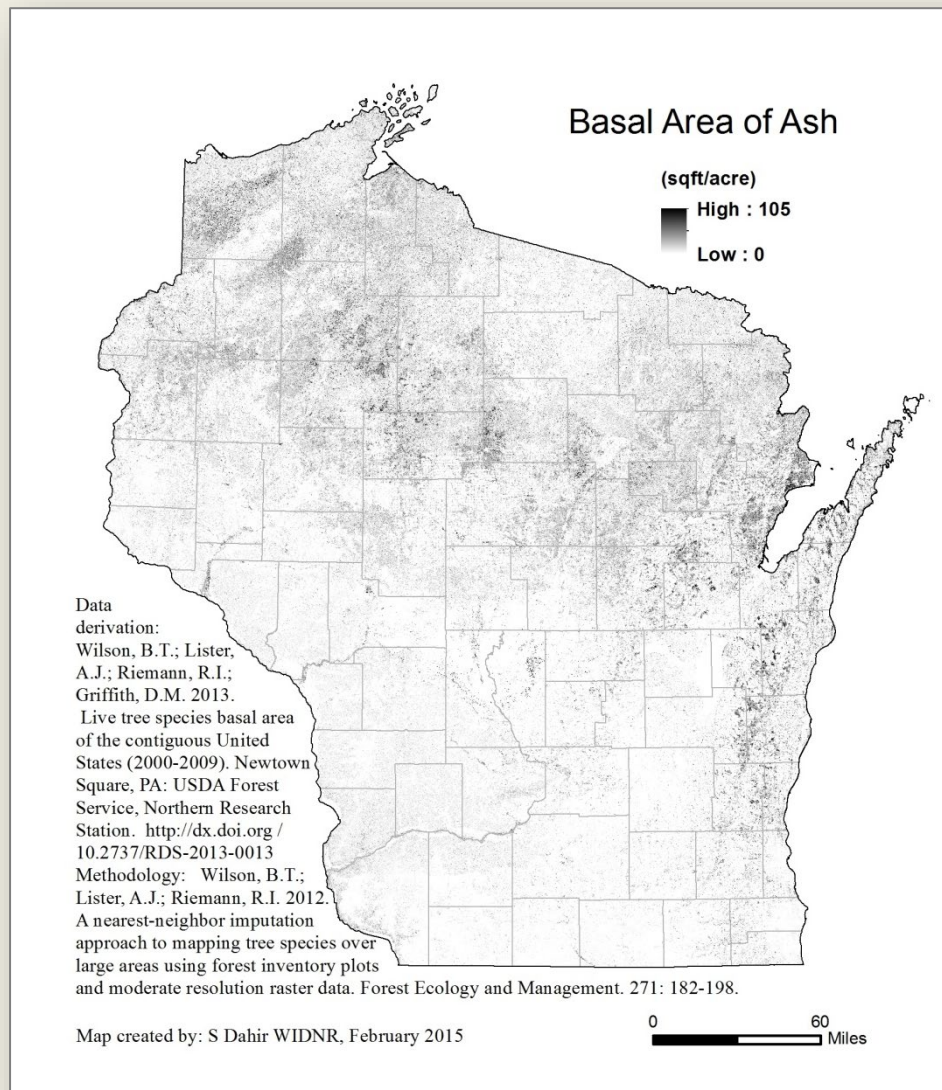 Basal Area of Ash
(sqft/acre)
High : 105
Low : 0
Data
derivation:
Wilson, B.T.; Lister,
A.J.; Riemann, R.I.;
Griffith, D.M. 2013.
Live tree species basal area
of the contiguous United
States (2000-2009). Newtown
Square, PA: USDA Forest
Service, Northern Research
Station. http://dx.doi.org /
10.2737/RDS-2013-0013
Methodology: Wilson, B.T.;
Lister, A.J.; Riemann, R.I. 2012.
A nearest-neighbor imputation
approach to mapping tree species over
large areas using forest inventory plots
and moderate resolution raster data. Forest Ecology and Management. 271: 182-198.
Map created by: S Dahir WIDNR, February 2015
0 60
Miles